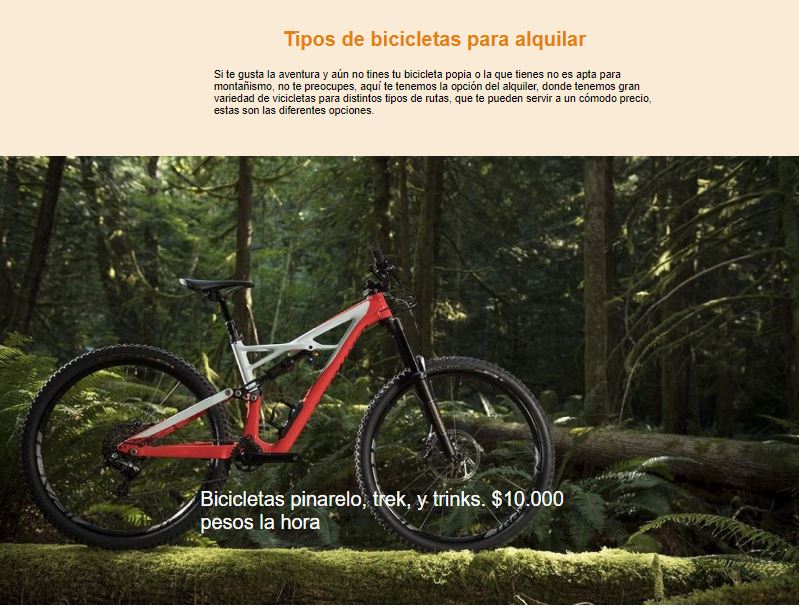 Tipos de bicicletas para alquilar
Si te gusta la aventura y aún no tines tu bicicleta popia o la que tienes no es apta para
montañismo, no te preocupes, aquí te tenemos la opción del alquiler, donde tenemos gran
variedad de vicicletas para distintos tipos de rutas, que te pueden servir a un cómodo precio,
estas son las diferentes opciones.
Bicicletas pinarelo, trek, y trinks. $10.000
pesos la hora